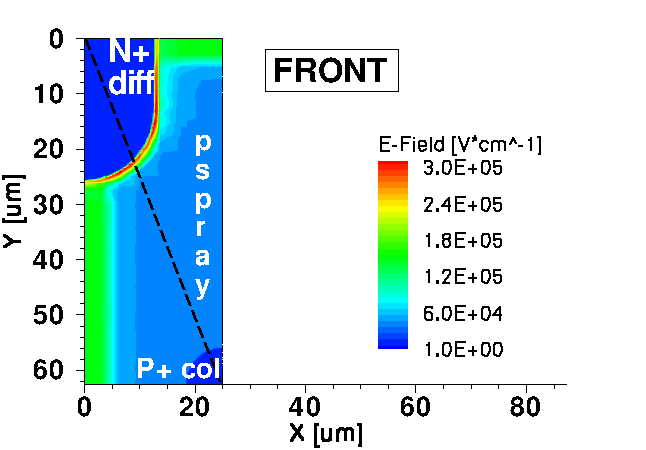 FRONT
N+
diff
pspray
P+ col
E-Field [V*cm^-1]
3.0E+05
2.4E+05
1.8E+05
1.2E+05
6.0E+04
1.0E+00
Y [um]
0
10
20
30
40
50
60
0
20
40
60
80
X [um]